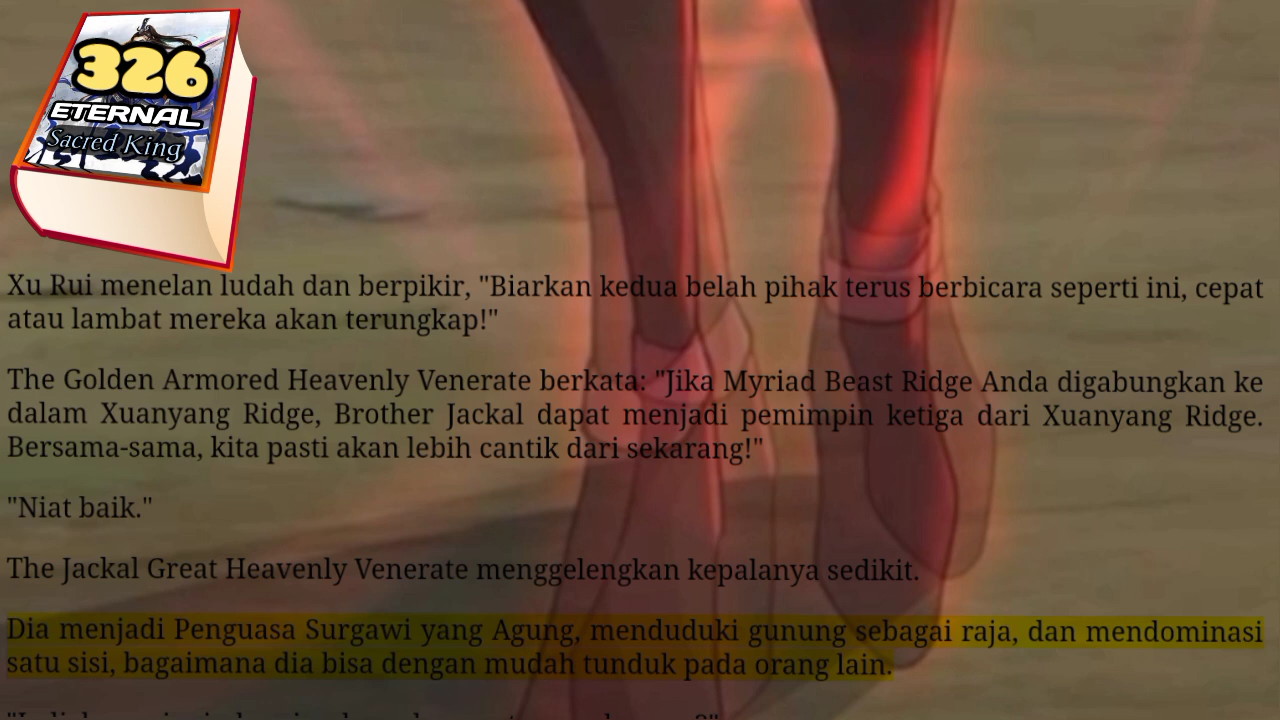 326
ETERNAL
Sacred King
Xu Rui menelan ludah dan berpikir, "Biarkan kedua belah pihak terus berbicara seperti ini, cepat
atau lambat mereka akan terungkap!"
The Golden Armored Heavenly Venerate berkata: "Jika Myriad Beast Ridge Anda digabungkan ke
dalam Xuanyang Ridge, Brother Jackal dapat menjadi pemimpin ketiga dari Xuanyang Ridge.
Bersama-sama, kita pasti akan lebih cantik dari sekarang!"
"Niat baik."
The Jackal Great Heavenly Venerate menggelengkan kepalanya sedikit.
Dia menjadi Penguasa Surgawi yang Agung, menduduki gunung sebagai raja, dan mendominasi
satu sisi, bagaimana dia bisa dengan mudah tunduk pada orang lain.